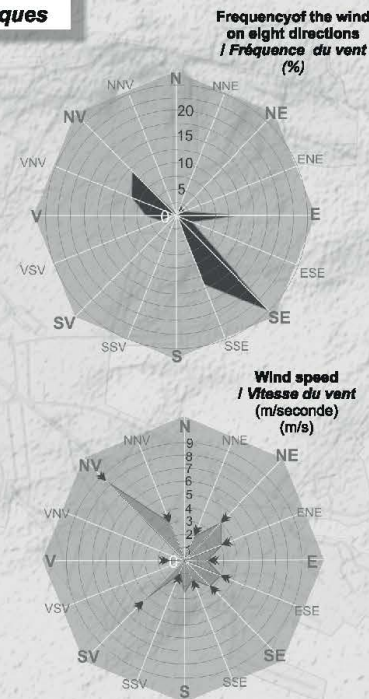 ques
Frequencyof the wind
on eight directions
/ Fréquence du vent
(%)
N
NNV
NNE
NV
NE
20
15
VNV
10
ENE
5
V
0
E
VSV
ESE
SV
SE
SSV
SSE
S
Wind speed
/ Vitesse du vent
(m/seconde)
(m/s)
N
NNV
NNE
9
NV
8
NE
7
6
5
VNV
4
ENE
3
2
1
V
0
E
VSV
ESE
SV
SE
SSV
SSE
S